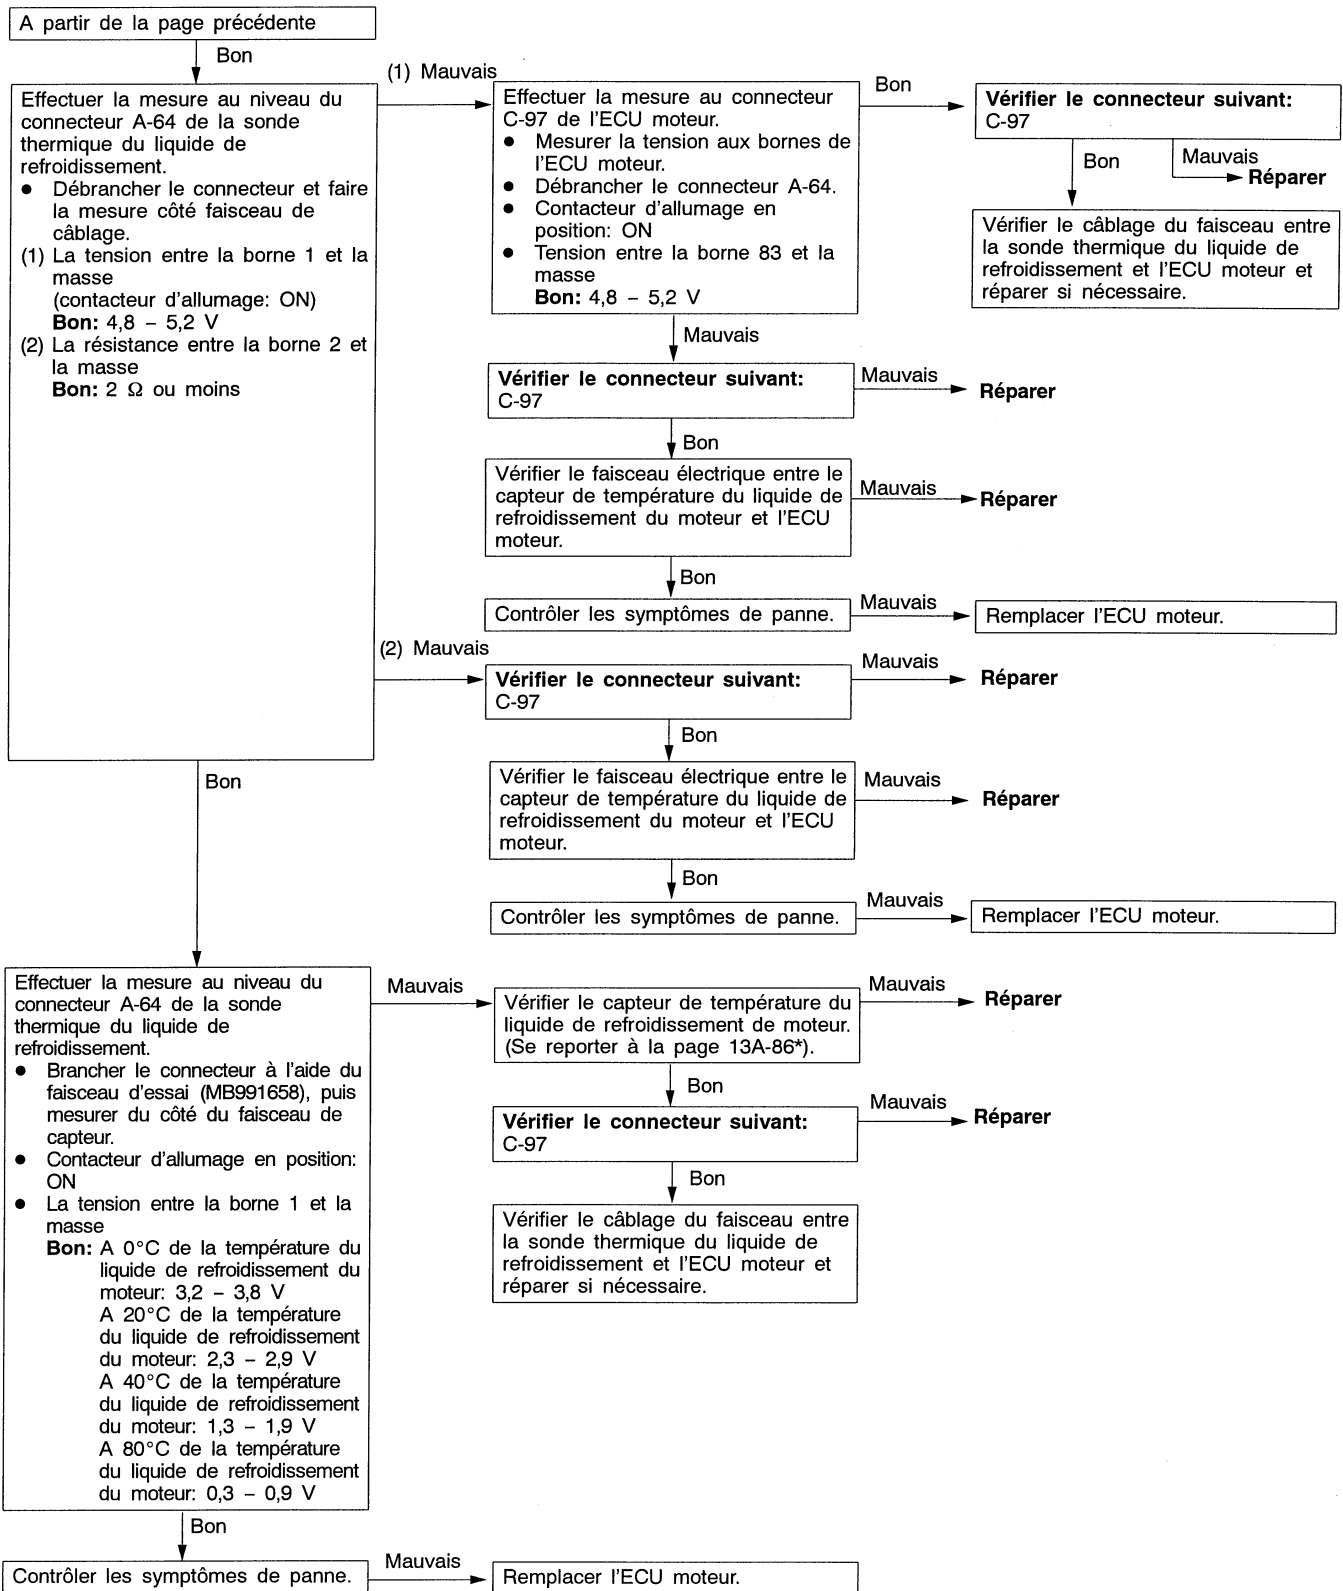 A partir de la page précédente
Bon
Effectuer la mesure au niveau du
connecteur A-64 de la sonde
thermique du liquide de
refroidissement.
● Débrancher le connecteur et faire
la mesure côté faisceau de
câblage.
(1) La tension entre la borne 1 et la
masse
(contacteur d'allumage: ON)
Bon: 4,8 – 5,2 V
(2) La résistance entre la borne 2 et
la masse
Bon: 2 Ω ou moins
(1) Mauvais
Effectuer la mesure au connecteur
C-97 de l'ECU moteur.
● Mesurer la tension aux bornes de
l'ECU moteur.
● Débrancher le connecteur A-64.
● Contacteur d'allumage en
position: ON
● Tension entre la borne 83 et la
masse
Bon: 4,8 – 5,2 V
Bon
Vérifier le connecteur suivant:
C-97
Bon
Mauvais
Réparer
Vérifier le câblage du faisceau entre
la sonde thermique du liquide de
refroidissement et l'ECU moteur et
réparer si nécessaire.
Mauvais
Vérifier le connecteur suivant:
C-97
Mauvais
Réparer
Bon
Vérifier le faisceau électrique entre le
capteur de température du liquide de
refroidissement du moteur et l'ECU
moteur.
Mauvais
Réparer
Bon
Contrôler les symptômes de panne.
Mauvais
Remplacer l'ECU moteur.
(2) Mauvais
Vérifier le connecteur suivant:
C-97
Mauvais
Réparer
Bon
Vérifier le faisceau électrique entre le
capteur de température du liquide de
refroidissement du moteur et l'ECU
moteur.
Mauvais
Réparer
Bon
Contrôler les symptômes de panne.
Mauvais
Remplacer l'ECU moteur.
Bon
Effectuer la mesure au niveau du
connecteur A-64 de la sonde
thermique du liquide de
refroidissement.
● Brancher le connecteur à l'aide du
faisceau d'essai (MB991658), puis
mesurer du côté du faisceau de
capteur.
● Contacteur d'allumage en position:
ON
● La tension entre la borne 1 et la
masse
Bon: A 0°C de la température du
liquide de refroidissement du
moteur: 3,2 – 3,8 V
A 20°C de la température
du liquide de refroidissement
du moteur: 2,3 – 2,9 V
A 40°C de la température
du liquide de refroidissement
du moteur: 1,3 – 1,9 V
A 80°C de la température
du liquide de refroidissement
du moteur: 0,3 – 0,9 V
Mauvais
Vérifier le capteur de température du
liquide de refroidissement de moteur.
(Se reporter à la page 13A-86*).
Mauvais
Réparer
Bon
Vérifier le connecteur suivant:
C-97
Mauvais
Réparer
Bon
Vérifier le câblage du faisceau entre
la sonde thermique du liquide de
refroidissement et l'ECU moteur et
réparer si nécessaire.
Bon
Contrôler les symptômes de panne.
Mauvais
Remplacer l'ECU moteur.